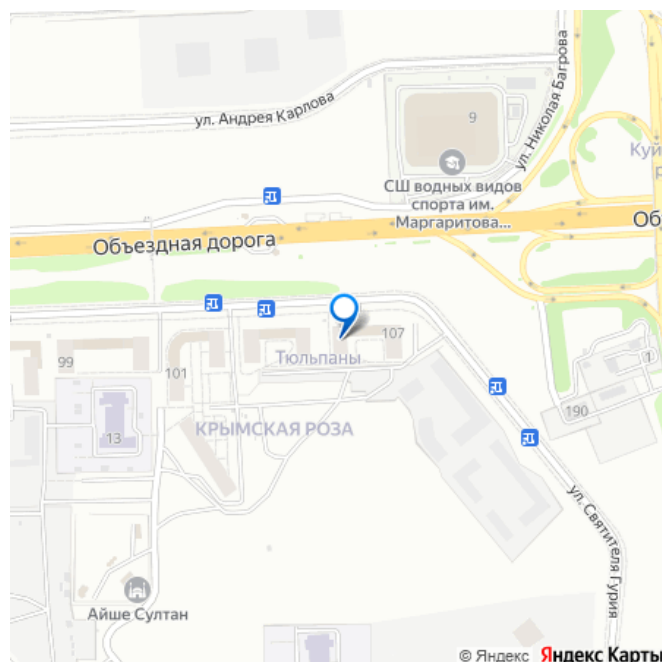 ул. Андрея Карлова
9
ул. Николая Багрова
СШ водных видов
спорта им.
Маргаритова...
Объездная дорога
107
Тюльпаны
99
101
1
190
13
КРЫМСКАЯ РОЗА
ул. Святителя Гурия
Айше Султан
© Яндекс Яндекс Карты